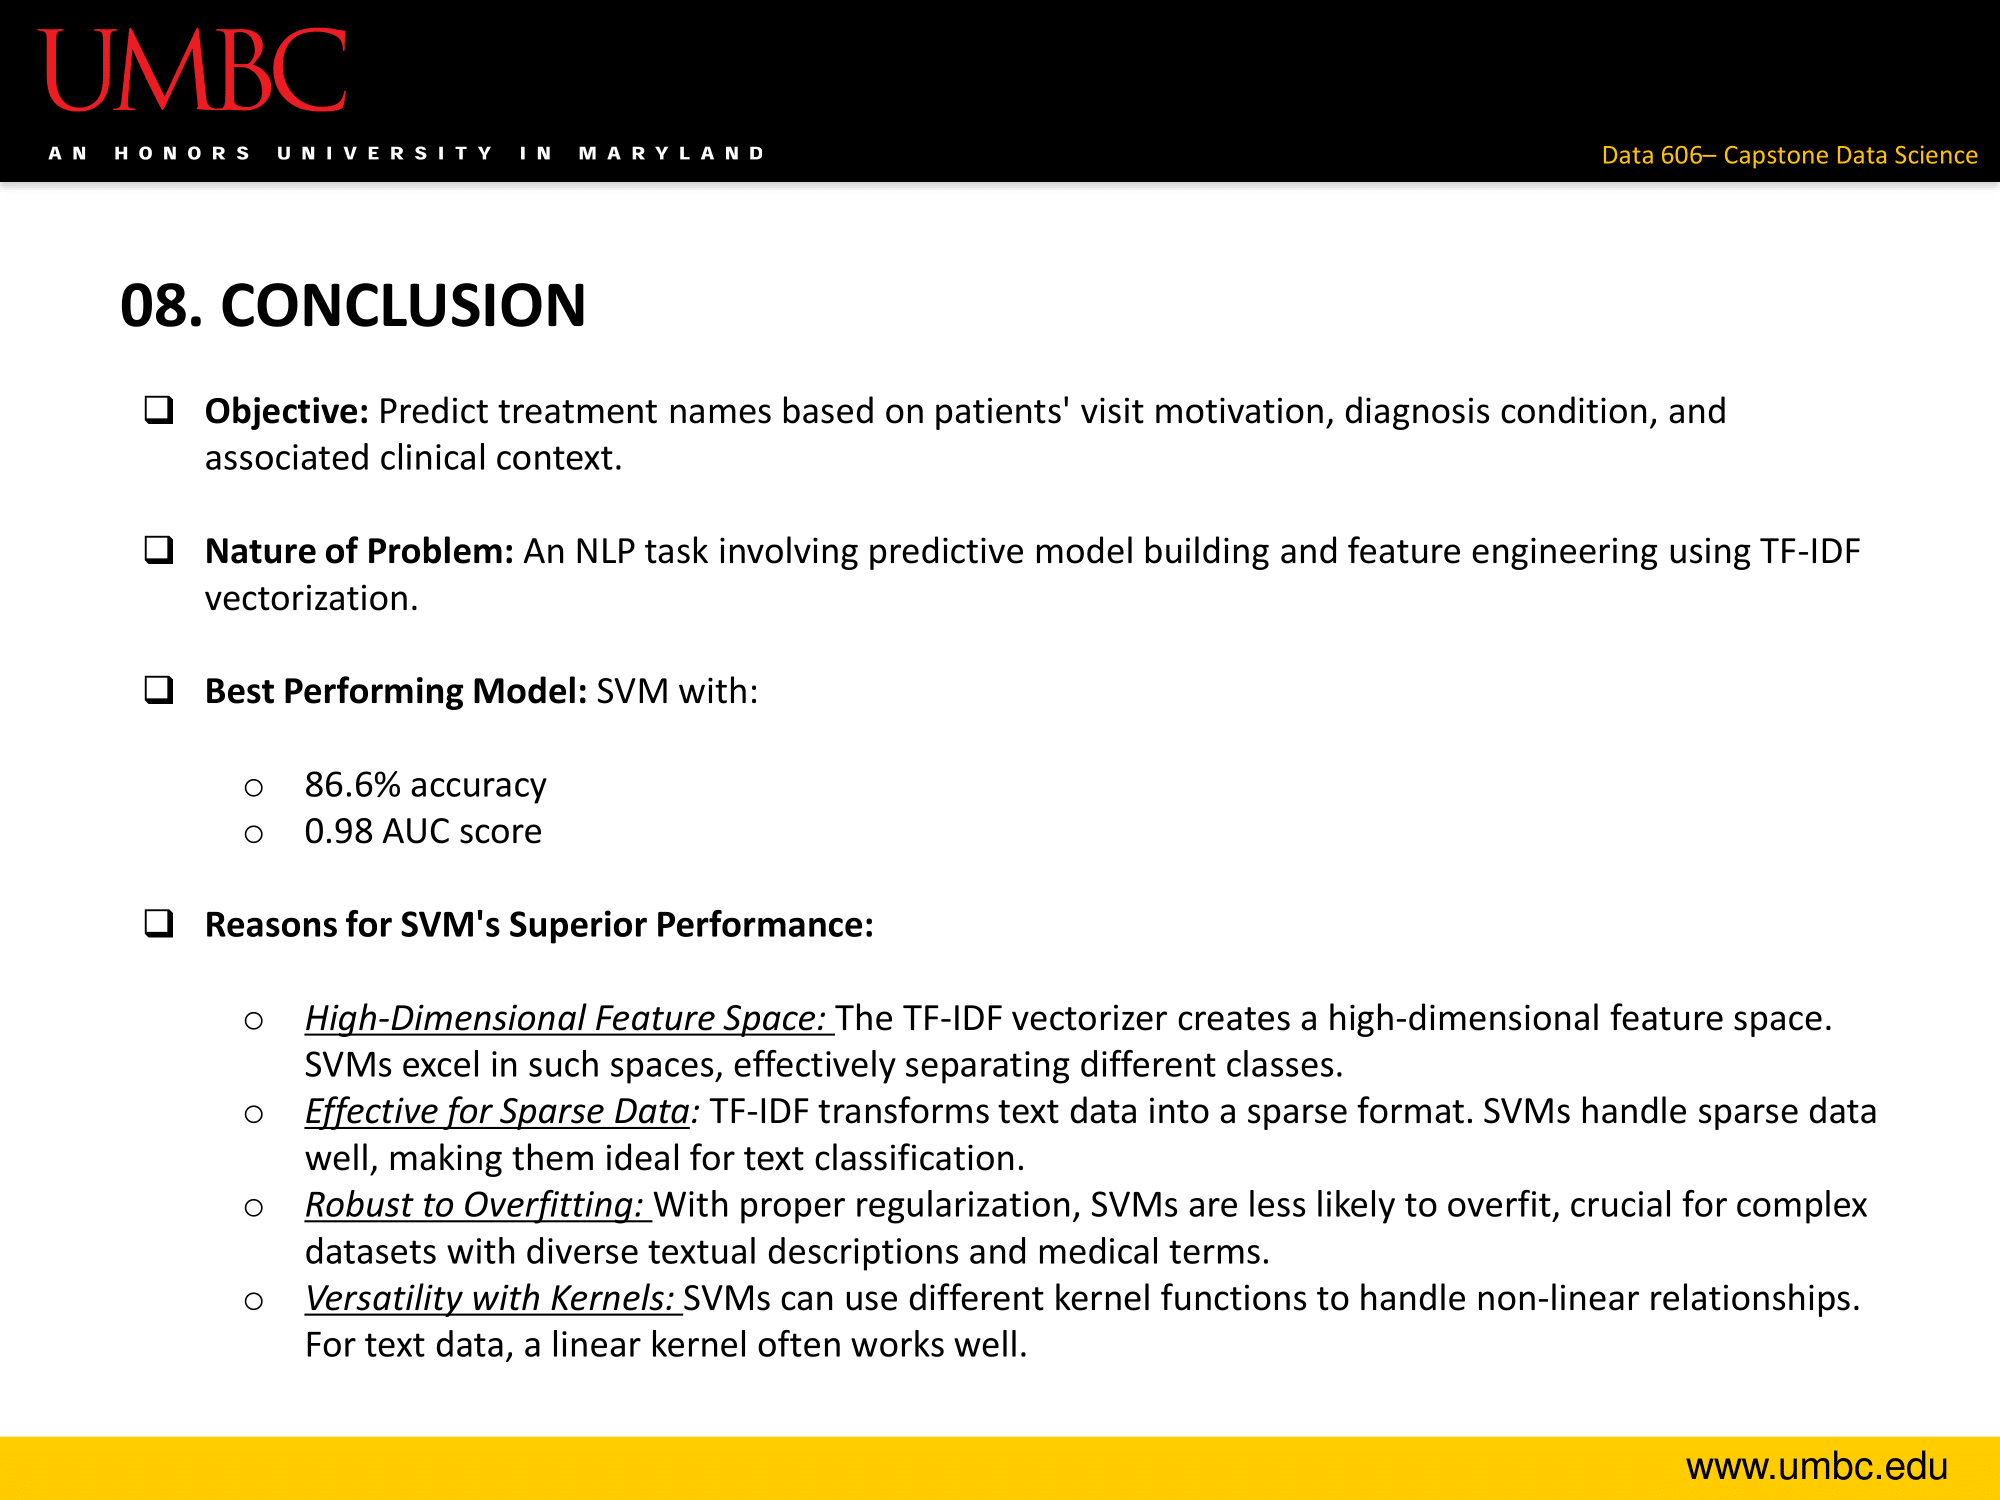 UMBC
AN HONORS UNIVERSITY IN MARYLAND
Data 606– Capstone Data Science
08. CONCLUSION
❑ Objective: Predict treatment names based on patients' visit motivation, diagnosis condition, and
associated clinical context.
❑ Nature of Problem: An NLP task involving predictive model building and feature engineering using TF-IDF
vectorization.
❑ Best Performing Model: SVM with:
o 86.6% accuracy
o 0.98 AUC score
❑ Reasons for SVM's Superior Performance:
o High-Dimensional Feature Space: The TF-IDF vectorizer creates a high-dimensional feature space.
SVMs excel in such spaces, effectively separating different classes.
o Effective for Sparse Data: TF-IDF transforms text data into a sparse format. SVMs handle sparse data
well, making them ideal for text classification.
o Robust to Overfitting: With proper regularization, SVMs are less likely to overfit, crucial for complex
datasets with diverse textual descriptions and medical terms.
o Versatility with Kernels: SVMs can use different kernel functions to handle non-linear relationships.
For text data, a linear kernel often works well.
www.umbc.edu